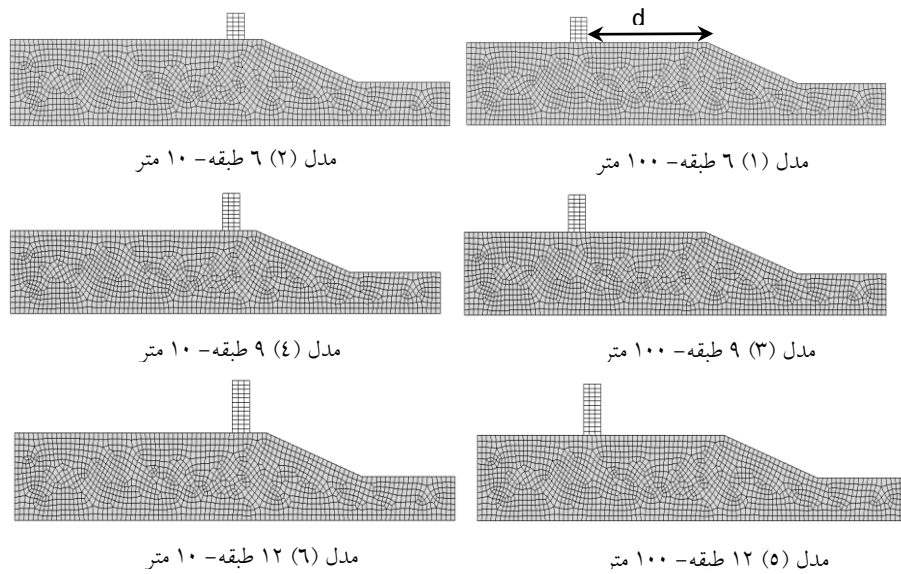 d
مدل (۱) ٦ طبقه- ۱۰۰ متر
مدل (۲) ٦ طبقه- ۱۰ متر
مدل (۳) ۹ طبقه- ۱۰۰ متر
مدل (٤) ۹ طبقه- ۱۰ متر
مدل (٥) ۱۲ طبقه- ۱۰۰ متر
مدل (٦) ۱۲ طبقه- ۱۰ متر